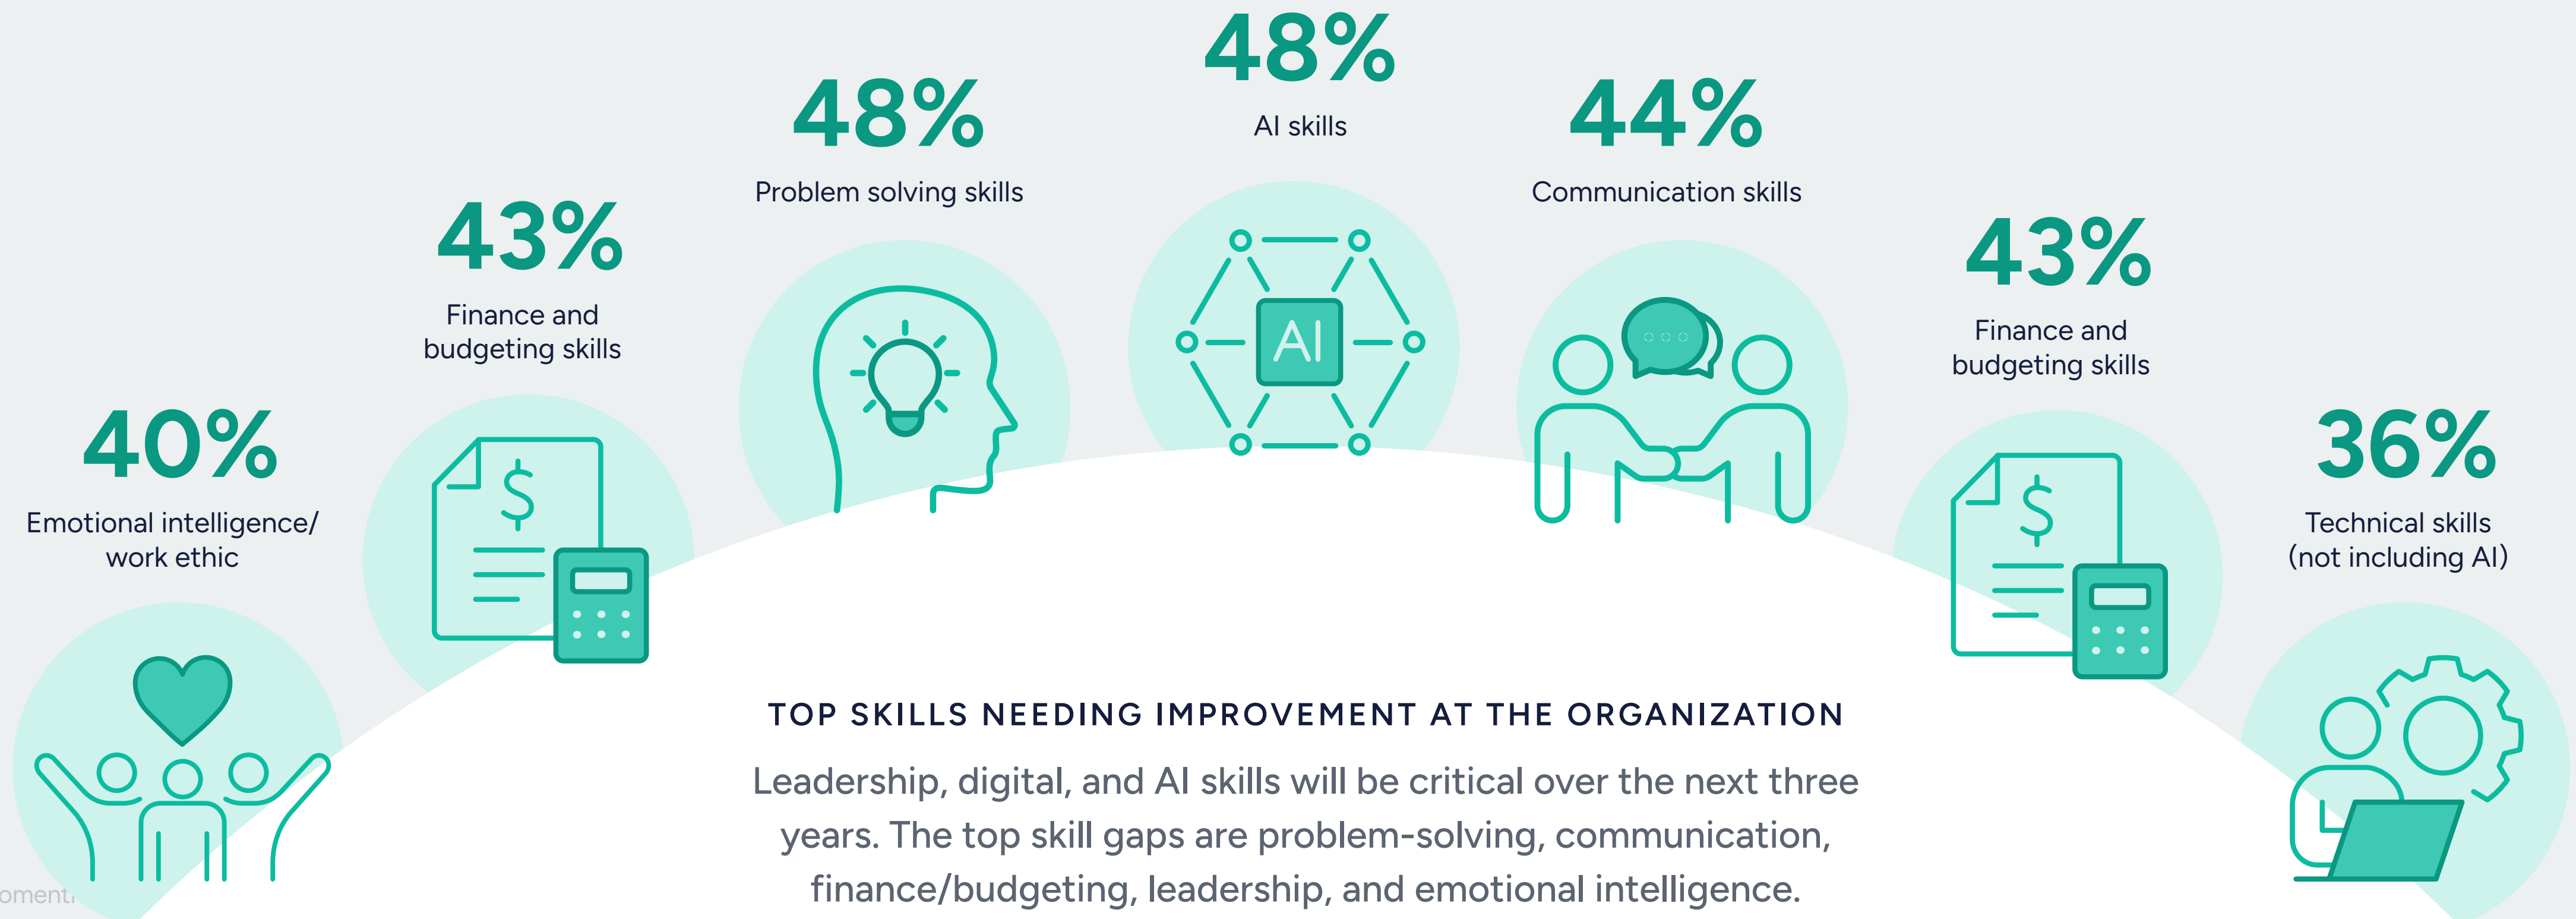 48%
AI skills
48%
Problem solving skills
44%
Communication skills
43%
Finance and
budgeting skills
43%
Finance and
budgeting skills
40%
Emotional intelligence/
work ethic
36%
Technical skills
(not including AI)
$
AI
$
TOP SKILLS NEEDING IMPROVEMENT AT THE ORGANIZATION
Leadership, digital, and AI skills will be critical over the next three
years. The top skill gaps are problem-solving, communication,
finance/budgeting, leadership, and emotional intelligence.